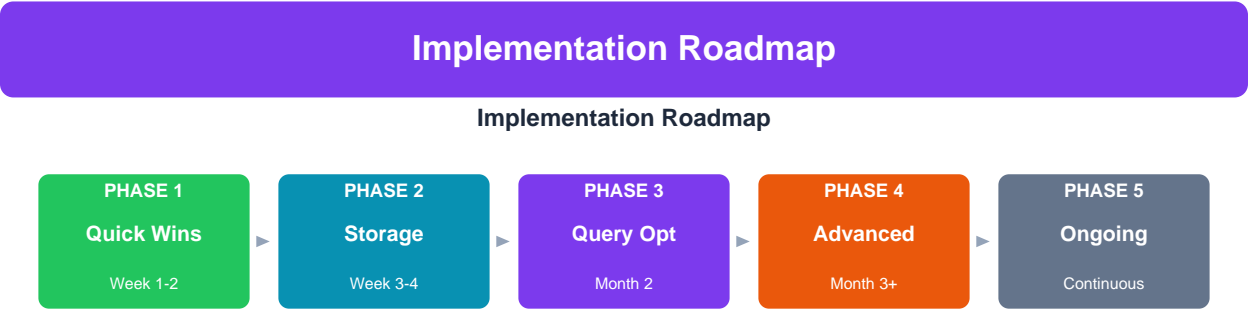 Implementation Roadmap
Implementation Roadmap
PHASE 1
Quick Wins
Week 1-2
PHASE 2
Storage
Week 3-4
PHASE 3
Query Opt
Month 2
PHASE 4
Advanced
Month 3+
PHASE 5
Ongoing
Continuous